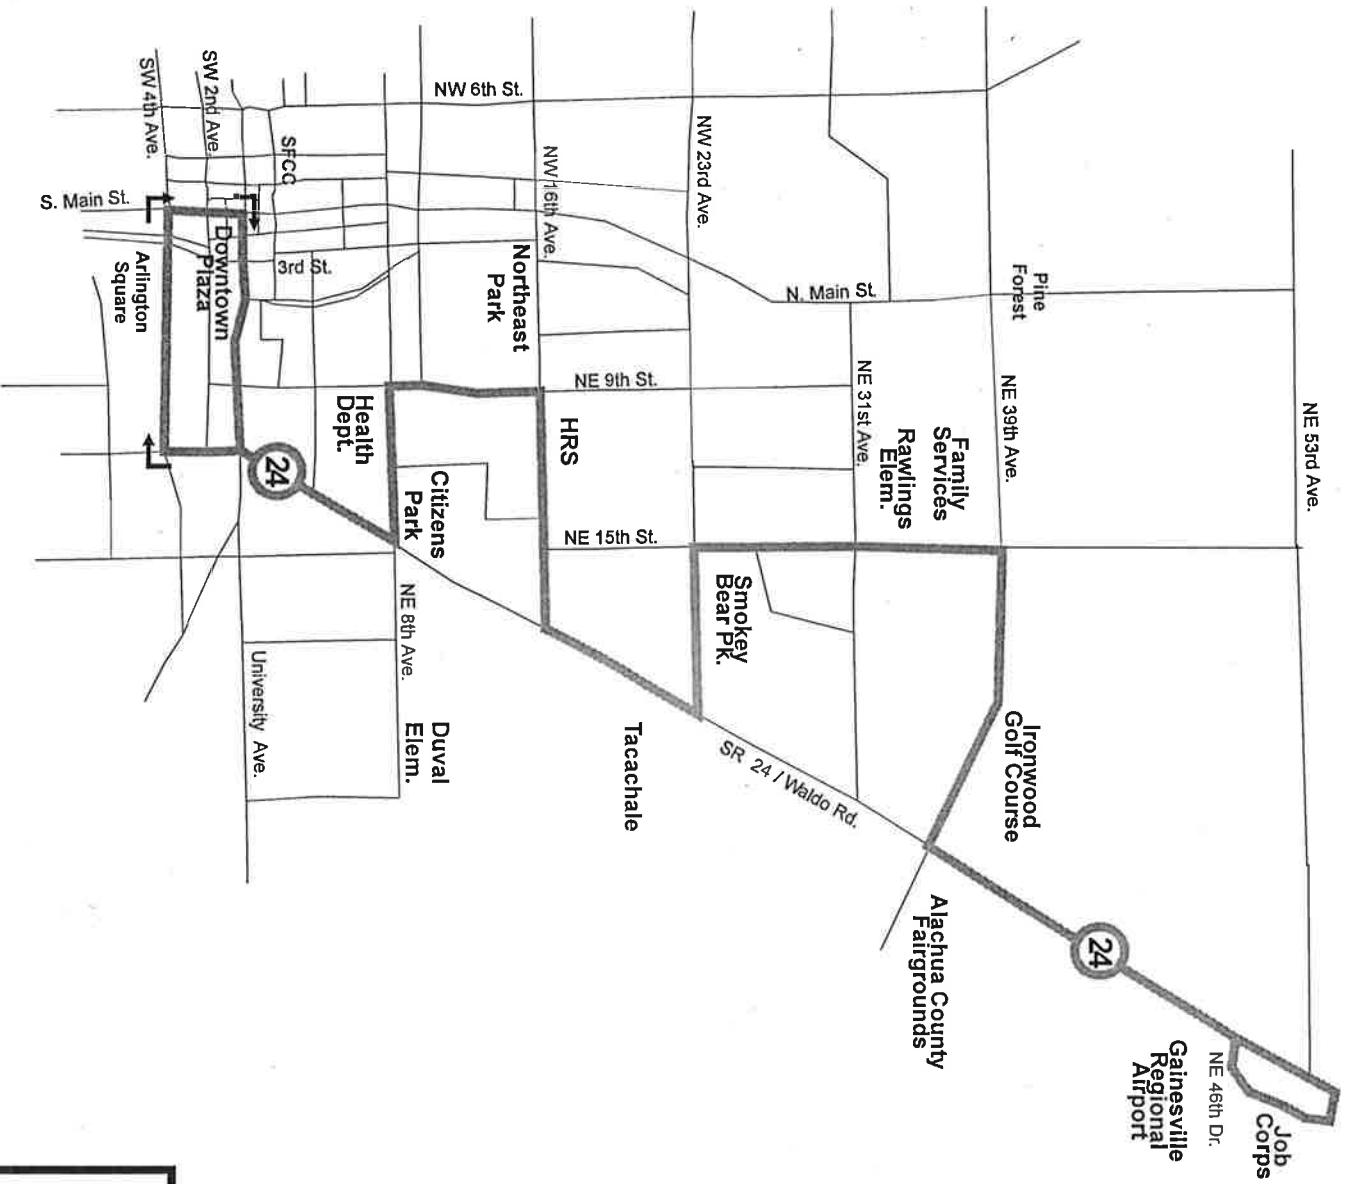 SW 4th Ave.
SW 2nd Ave.
SFCC
NW 6th St.
NW 16th Ave.
NW 23rd Ave.
S. Main St.
Arlington
Square
Downtown
Plaza
3rd St.
Northeast
Park
N. Main St.
Pine
Forest
NE 9th St.
NE 31st Ave.
NE 39th Ave.
NE 53rd Ave.
Health
Dept.
HRS
Family
Services
Rawlings
Elem.
24
Citizens
Park
NE 15th St.
Smokey
Bear Pk.
NE 8th Ave.
University Ave.
Duval
Elem.
Tacachale
SR 24 / Waldo Rd.
Ironwood
Golf Course
Alachua County
Fairgrounds
24
Gainesville
Regional
Airport
NE 46th Dr.
Job
Corps